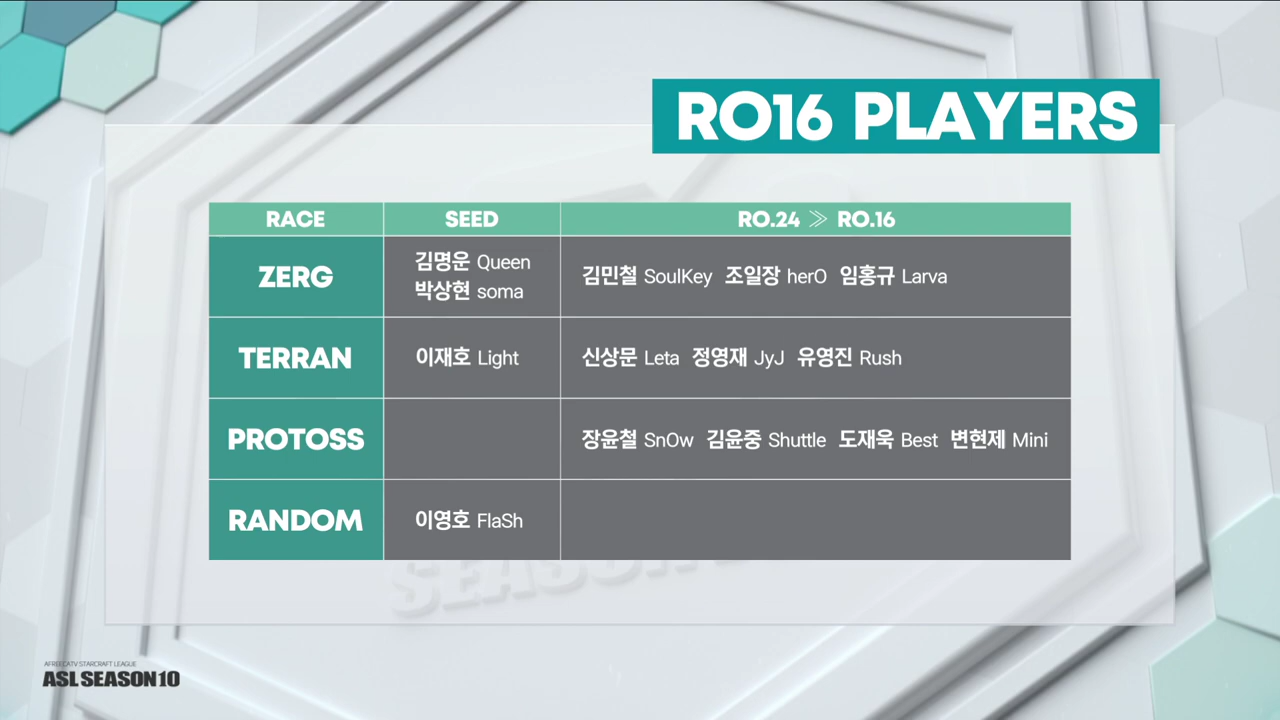 RO16 PLAYERS
RACE SEED RO.24 ≫ RO.16
ZERG
김명운 Queen
박상현 soma
김민철 SoulKey 조일장 herO 임홍규 Larva
TERRAN
이재호 Light
신상문 Leta 정영재 JyJ 유영진 Rush
PROTOSS
장윤철 SnOw 김윤중 Shuttle 도재욱 Best 변현제 Mini
RANDOM
이영호 FlaSh
SEASON
AFREECATV STARCRAFT LEAGUE
ASL SEASON 10